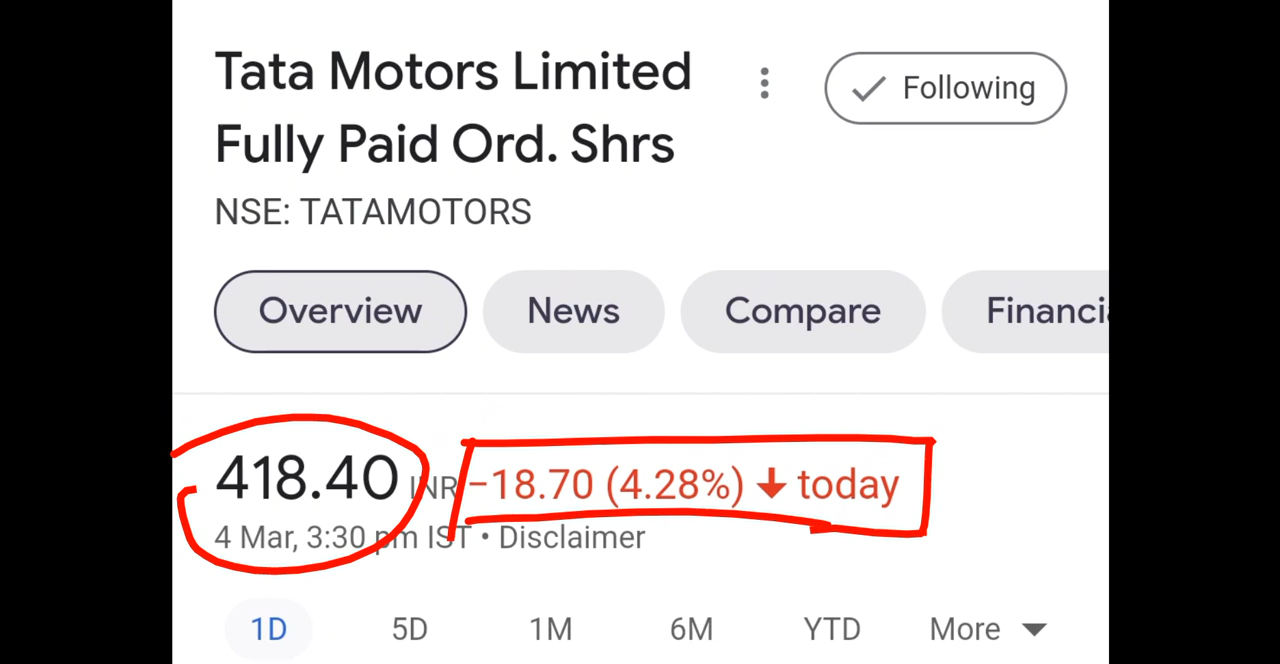 Tata Motors Limited
Fully Paid Ord. Shrs
Following
NSE: TATAMOTORS
Overview News Compare
418.40 INR −18.70 (4.28%) ↓ today
4 Mar, 3:30 pm IST • Disclaimer
1D 5D 1M 6M YTD More